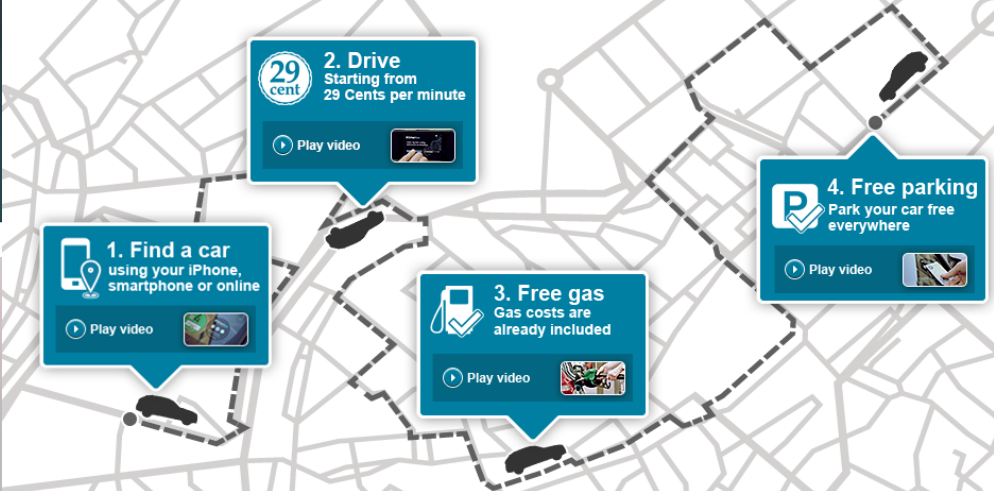 1. Find a car
using your iPhone,
smartphone or online
Play video
29
cent
2. Drive
Starting from
29 Cents per minute
Play video
3. Free gas
Gas costs are
already included
Play video
P
4. Free parking
Park your car free
everywhere
Play video